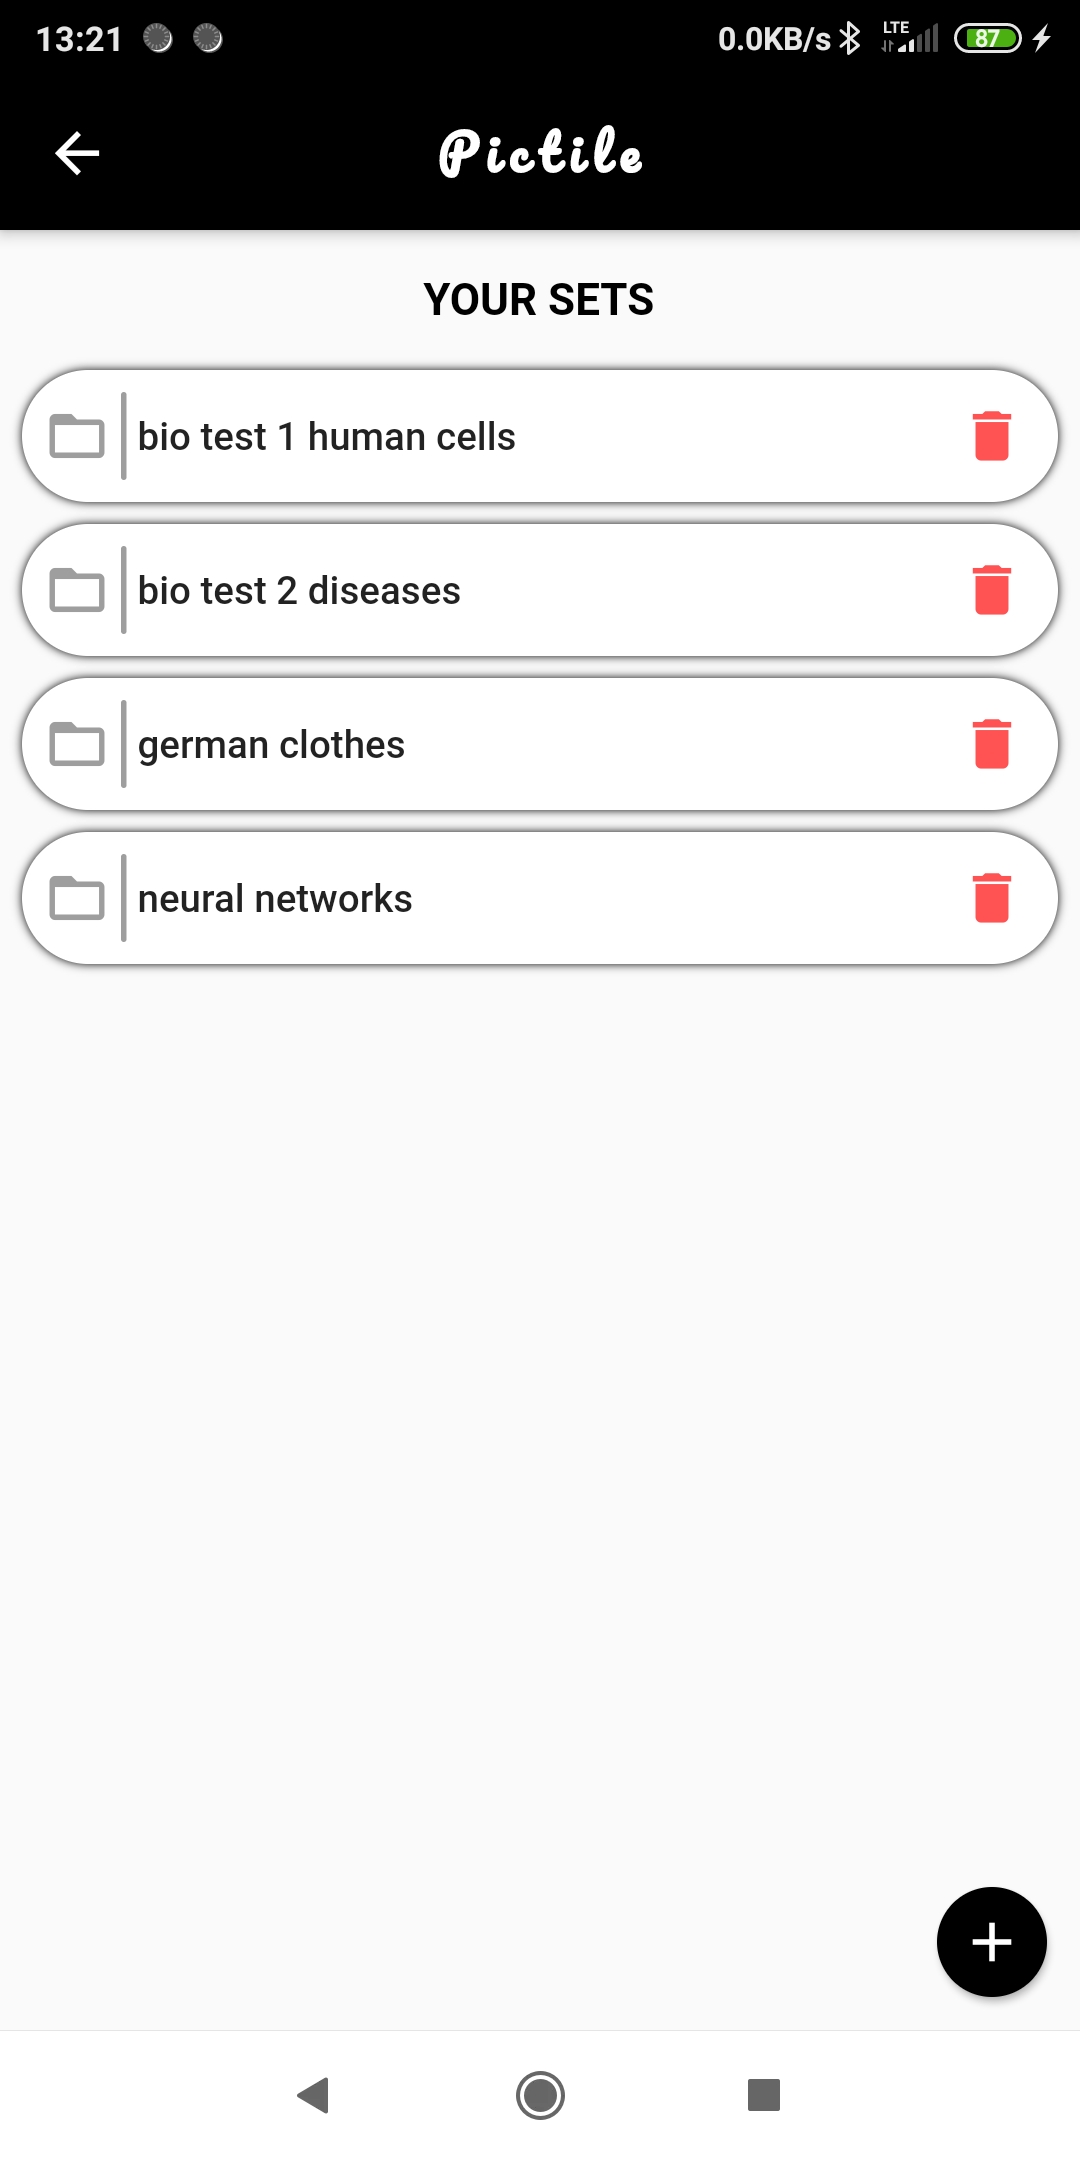 13:21 0.0KB/s LTE 87
Pictile
YOUR SETS
bio test 1 human cells
bio test 2 diseases
german clothes
neural networks